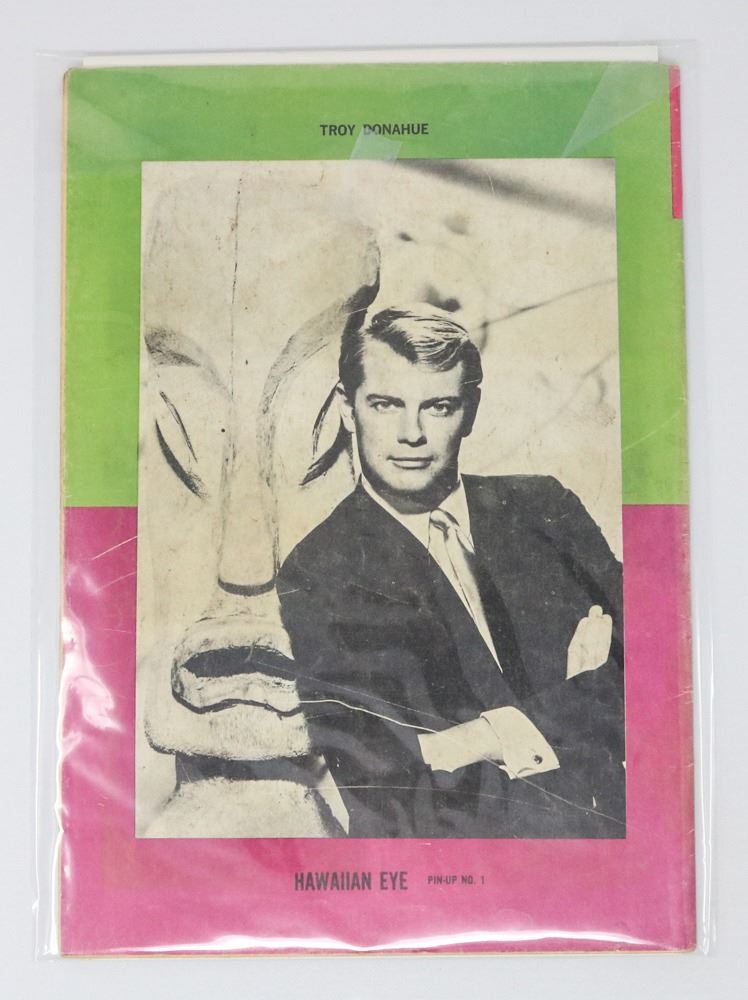 TROY DONAHUE
HAWAIIAN EYE PIN-UP NO. 1